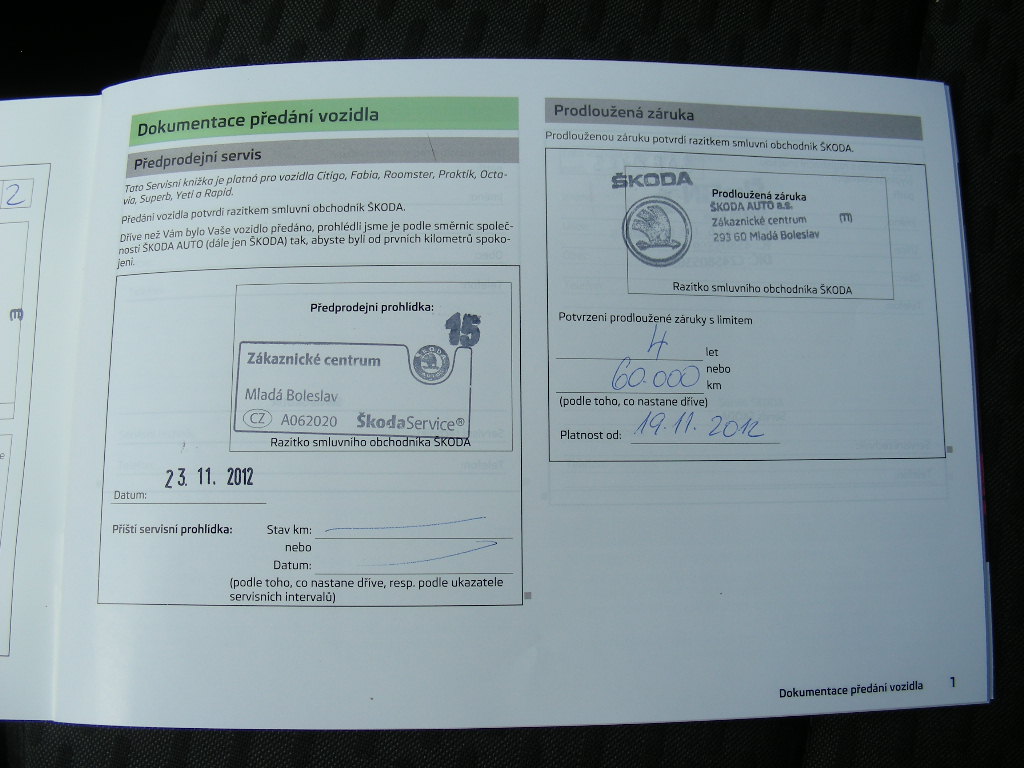 2
Dokumentace předání vozidla
Předprodejní servis
Tato Servisní knížka je platná pro vozidla Citigo, Fabia, Roomster, Praktik, Octa-
via, Superb, Yeti a Rapid.
Předání vozidla potvrdí razítkem smluvní obchodník ŠKODA.
Dříve než Vám bylo Vaše vozidlo předáno, prohlédli jsme je podle směrnic společ-
nosti ŠKODA AUTO (dále jen ŠKODA) tak, abyste byli od prvních kilometrů spoko-
jeni.
Předprodejní prohlídka:
15
Zákaznické centrum
Mladá Boleslav
CZ A062020 ŠkodaService®
Razítko smluvního obchodníka ŠKODA
23. 11. 2012
Datum:
Příští servisní prohlídka:
Stav km:
nebo
Datum:
(podle toho, co nastane dříve, resp. podle ukazatele
servisních intervalů)
Prodloužená záruka
Prodlouženou záruku potvrdí razítkem smluvní obchodník ŠKODA.
ŠKODA
Prodloužená záruka
ŠKODA AUTO a.s.
Zákaznické centrum
293 60 Mladá Boleslav
Razítko smluvního obchodníka ŠKODA
Potvrzení prodloužené záruky s limitem
4 let
nebo
60.000 km
(podle toho, co nastane dříve)
Platnost od: 19.11.2012
Dokumentace předání vozidla 1